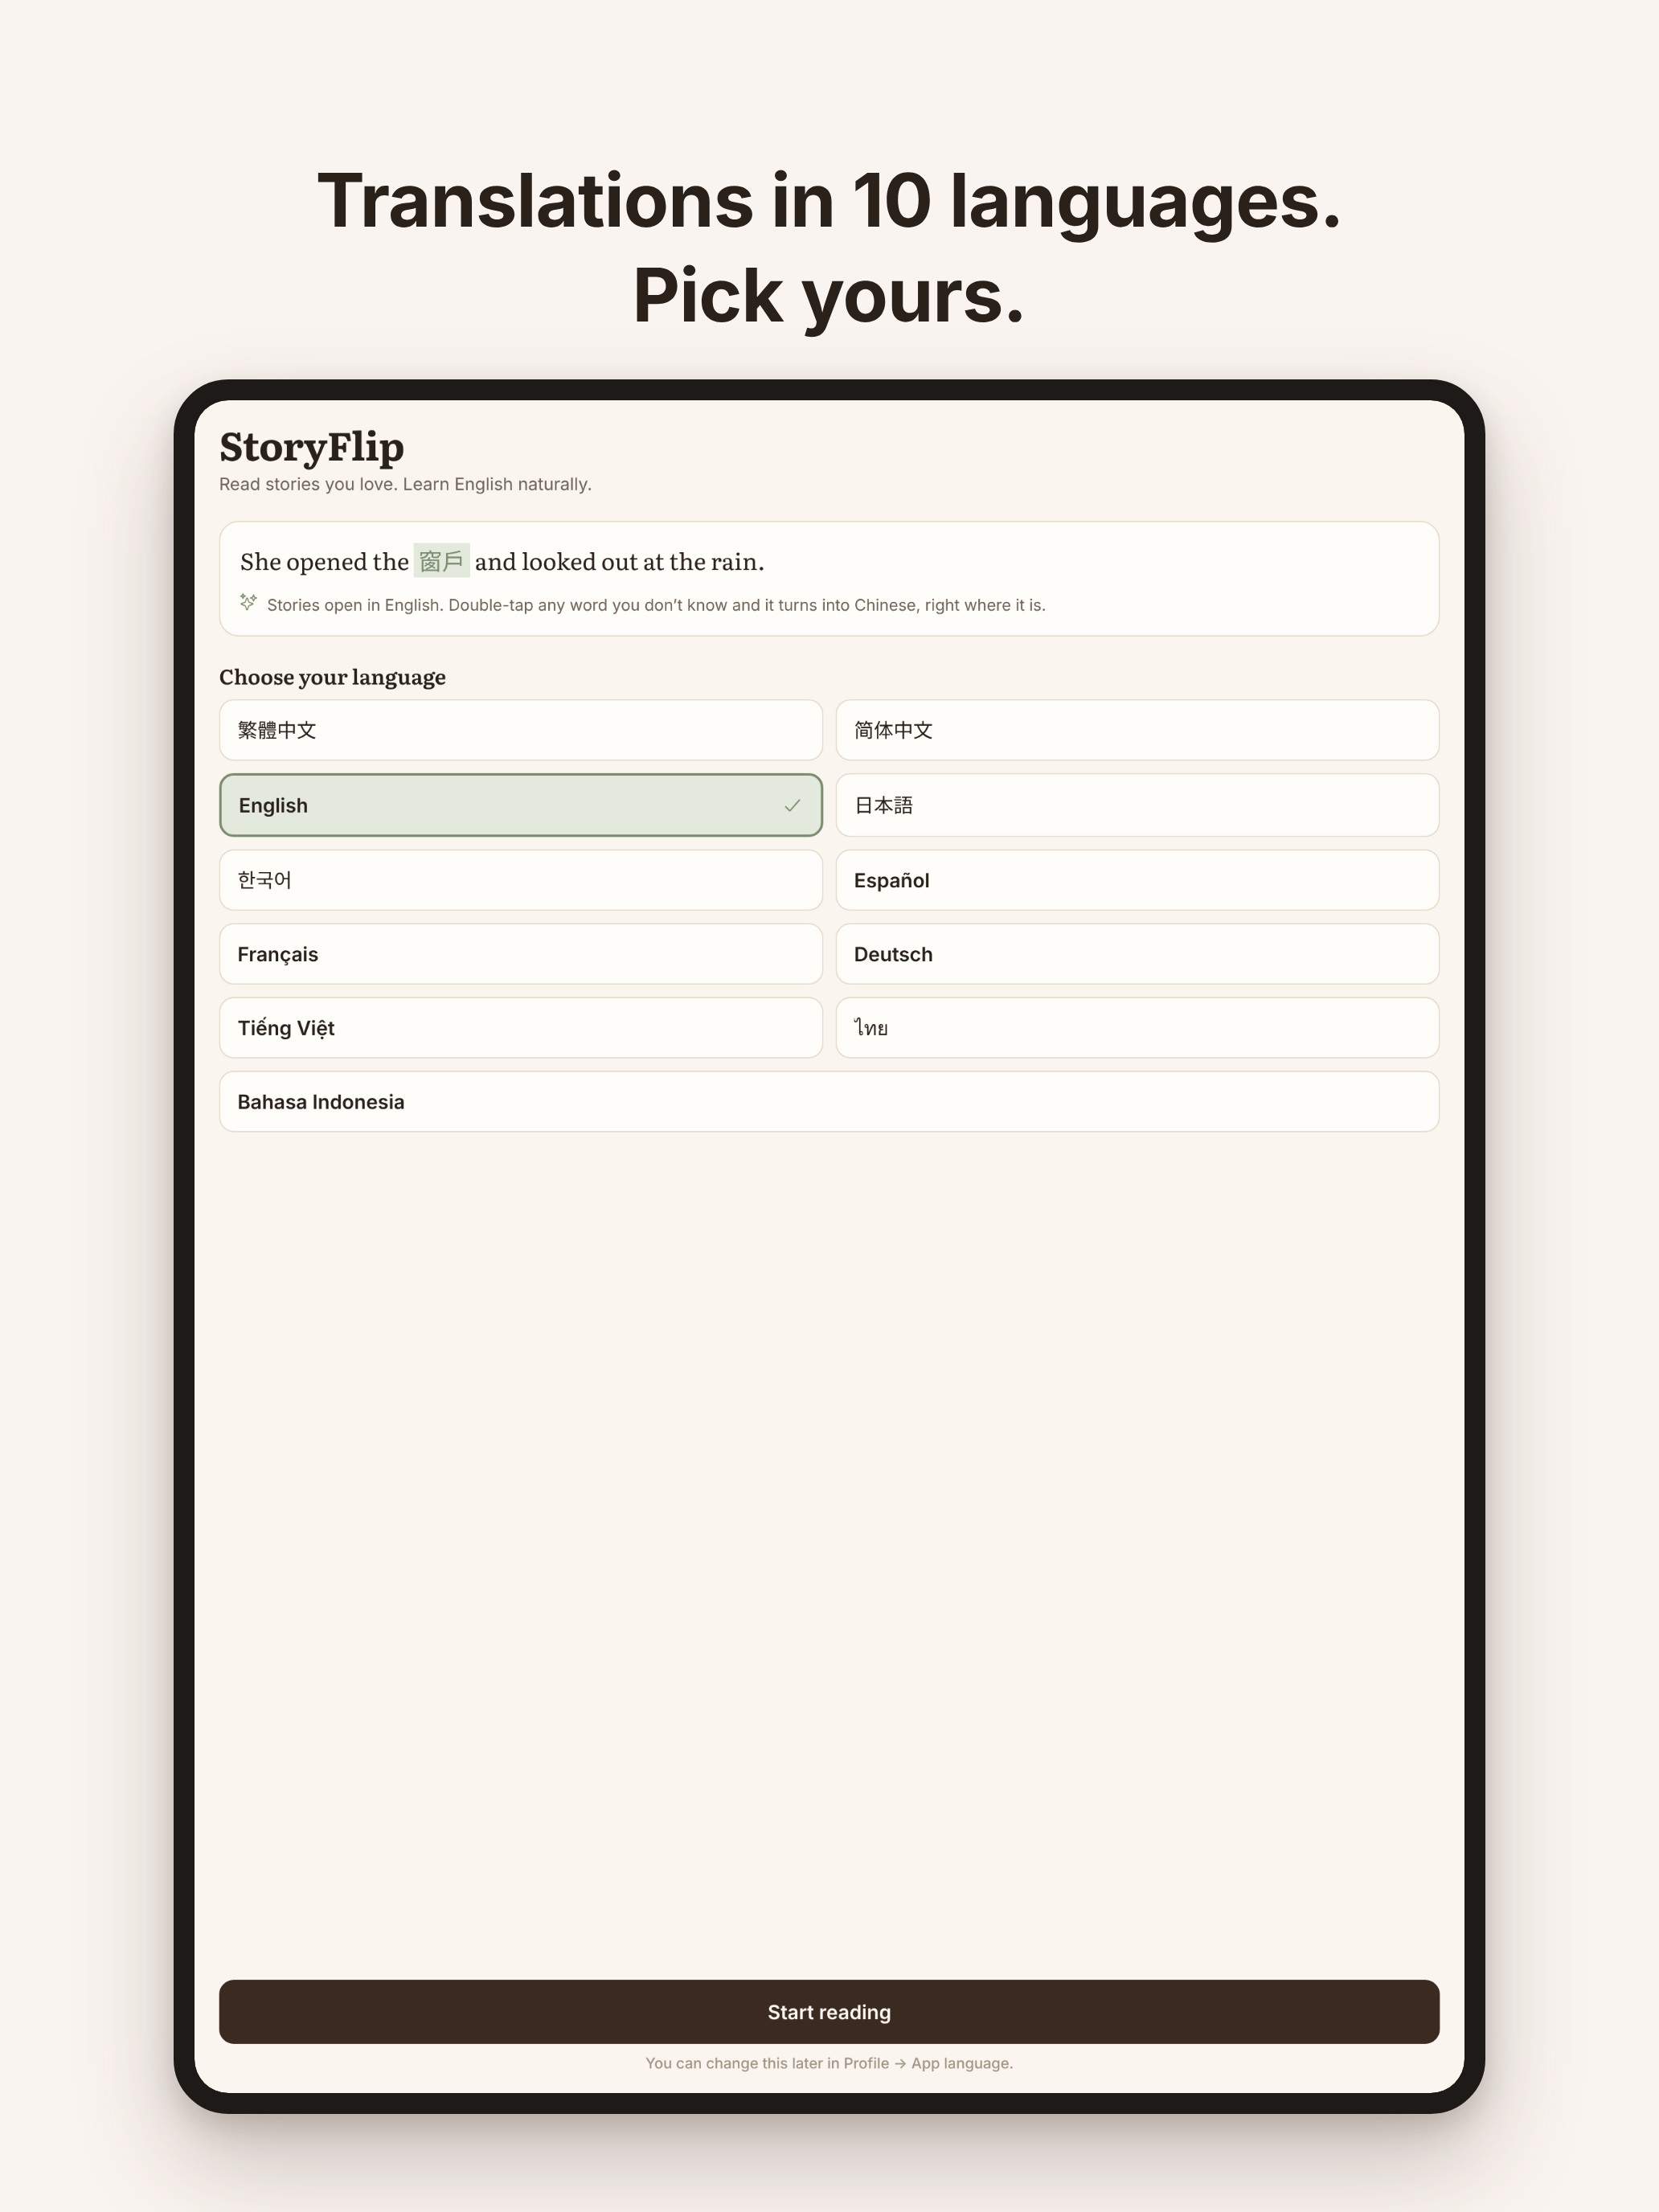 Translations in 10 languages.
Pick yours.
StoryFlip
Read stories you love. Learn English naturally.
She opened the 窗戶 and looked out at the rain.
Stories open in English. Double-tap any word you don’t know and it turns into Chinese, right where it is.
Choose your language
繁體中文
简体中文
English
日本語
한국어
Español
Français
Deutsch
Tiếng Việt
ไทย
Bahasa Indonesia
Start reading
You can change this later in Profile → App language.